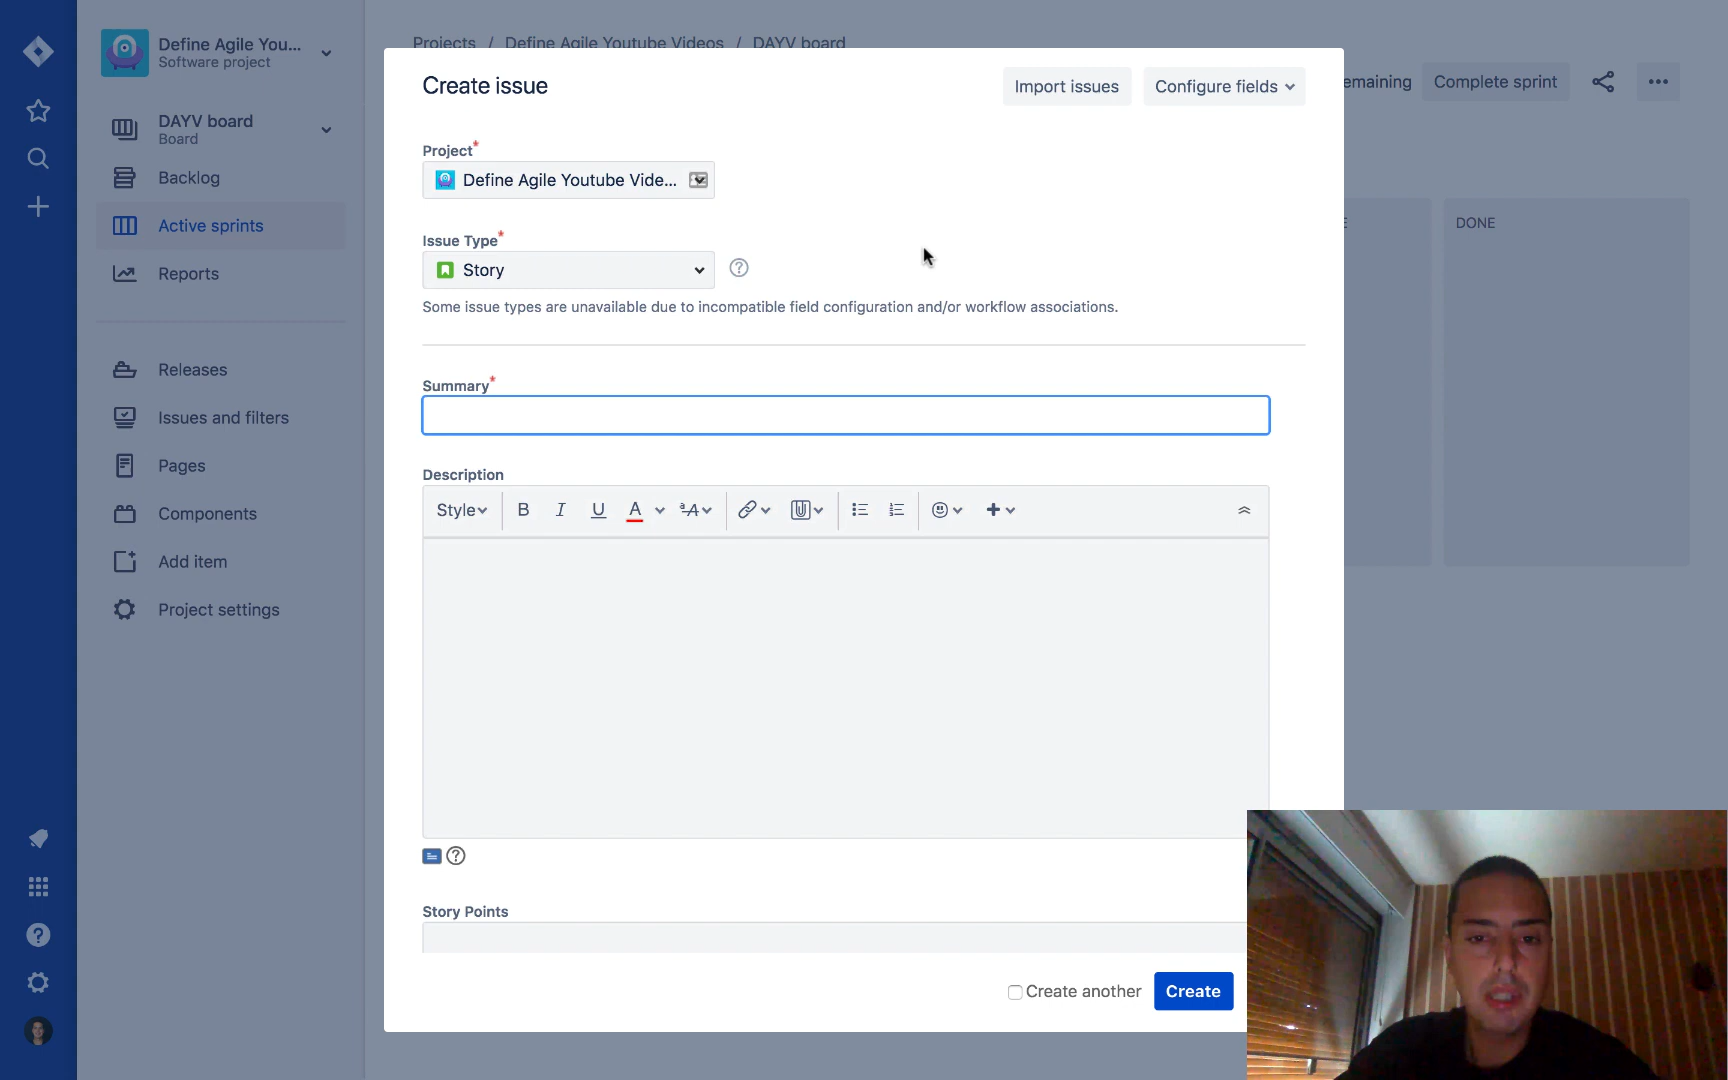 Define Agile You...
Software project
DAYV board
Board
Backlog
Active sprints
Reports
Releases
Issues and filters
Pages
Components
Add item
Project settings
Projects / Define Agile Youtube Videos / DAYV board
emaining
Complete sprint
DONE
Create issue
Import issues
Configure fields
Project*
Define Agile Youtube Vide...
Issue Type*
Story
Some issue types are unavailable due to incompatible field configuration and/or workflow associations.
Summary*
Description
Style
Story Points
Create another
Create